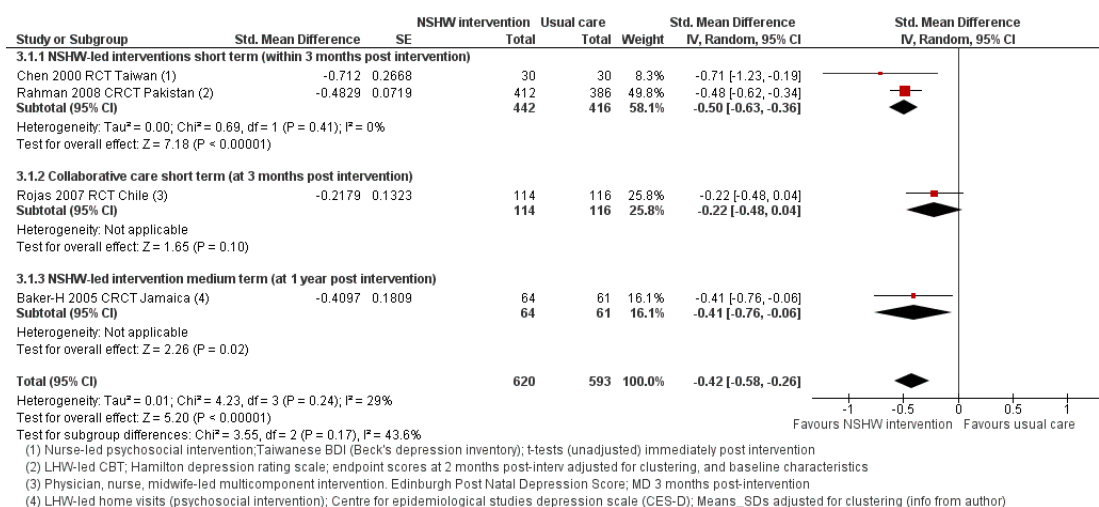 NSHW intervention Usual care Std. Mean Difference Std. Mean Difference
Study or Subgroup Std. Mean Difference SE Total Total Weight IV, Random, 95% CI IV, Random, 95% CI
3.1.1 NSHW-led interventions short term (within 3 months post intervention)
Chen 2000 RCT Taiwan (1) -0.712 0.2668 30 30 8.3% -0.71 [-1.23, -0.19]
Rahman 2008 CRCT Pakistan (2) -0.4829 0.0719 412 386 49.8% -0.48 [-0.62, -0.34]
Subtotal (95% CI) 442 416 58.1% -0.50 [-0.63, -0.36]
Heterogeneity: Tau² = 0.00; Chi² = 0.69, df = 1 (P = 0.41); I² = 0%
Test for overall effect: Z = 7.18 (P < 0.00001)
3.1.2 Collaborative care short term (at 3 months post intervention)
Rojas 2007 RCT Chile (3) -0.2179 0.1323 114 116 25.8% -0.22 [-0.48, 0.04]
Subtotal (95% CI) 114 116 25.8% -0.22 [-0.48, 0.04]
Heterogeneity: Not applicable
Test for overall effect: Z = 1.65 (P = 0.10)
3.1.3 NSHW-led intervention medium term (at 1 year post intervention)
Baker-H 2005 CRCT Jamaica (4) -0.4097 0.1809 64 61 16.1% -0.41 [-0.76, -0.06]
Subtotal (95% CI) 64 61 16.1% -0.41 [-0.76, -0.06]
Heterogeneity: Not applicable
Test for overall effect: Z = 2.26 (P = 0.02)
Total (95% CI) 620 593 100.0% -0.42 [-0.58, -0.26]
Heterogeneity: Tau² = 0.01; Chi² = 4.23, df = 3 (P = 0.24); I² = 29%
Test for overall effect: Z = 5.20 (P < 0.00001)
Test for subgroup differences: Chi² = 3.55, df = 2 (P = 0.17), I² = 43.6%
-1 -0.5 0 0.5 1
Favours NSHW intervention Favours usual care
(1) Nurse-led psychosocial intervention;Taiwanese BDI (Beck's depression inventory); t-tests (unadjusted) immediately post intervention
(2) LHW-led CBT; Hamilton depression rating scale; endpoint scores at 2 months post-interv adjusted for clustering, and baseline characteristics
(3) Physician, nurse, midwife-led multicomponent intervention. Edinburgh Post Natal Depression Score; MD 3 months post-intervention
(4) LHW-led home visits (psychosocial intervention); Centre for epidemiological studies depression scale (CES-D); Means_SDs adjusted for clustering (info from author)